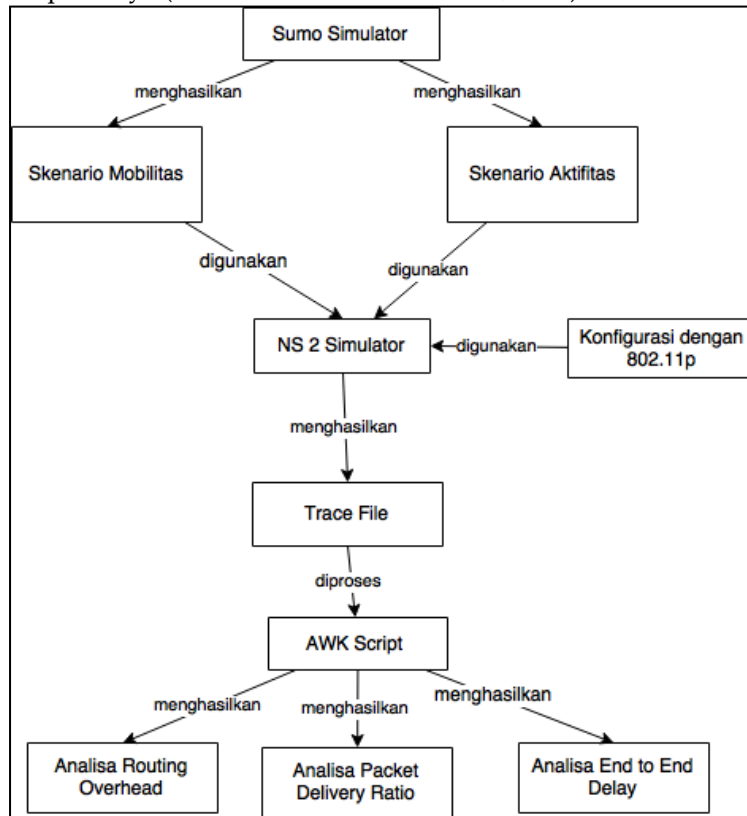 Sumo Simulator
menghasilkan
menghasilkan
Skenario Mobilitas
Skenario Aktifitas
digunakan
digunakan
NS 2 Simulator
digunakan
Konfigurasi dengan
802.11p
menghasilkan
Trace File
diproses
AWK Script
menghasilkan
menghasilkan
menghasilkan
Analisa Routing
Overhead
Analisa Packet
Delivery Ratio
Analisa End to End
Delay